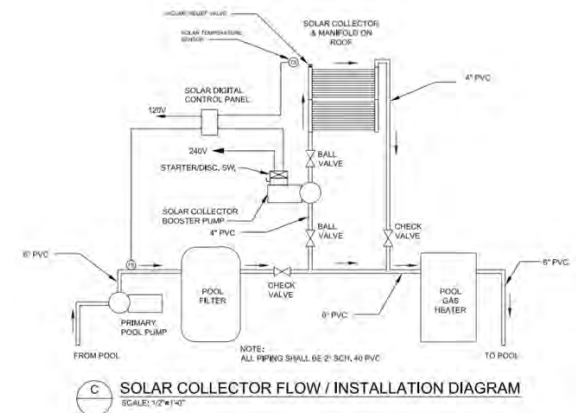 VACUUM RELIEF VALVE
SOLAR TEMPERATURE
SENSOR
SOLAR COLLECTOR
& MANIFOLD ON
ROOF
4" PVC
SOLAR DIGITAL
CONTROL PANEL
120V
240V
STARTER/DISC. SW.
BALL
VALVE
SOLAR COLLECTOR
BOOSTER PUMP
4" PVC
BALL
VALVE
CHECK
VALVE
6" PVC
6" PVC
POOL
FILTER
CHECK
VALVE
POOL
GAS
HEATER
6" PVC
PRIMARY
POOL PUMP
FROM POOL
NOTE:
ALL PIPING SHALL BE 2" SCH. 40 PVC
TO POOL
C
SOLAR COLLECTOR FLOW / INSTALLATION DIAGRAM
SCALE: 1/2"=1'-0"